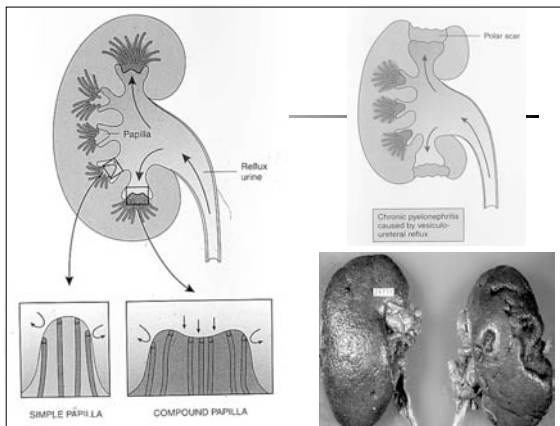 Papilla
Reflux
urine
SIMPLE PAPILLA
COMPOUND PAPILLA
Polar scar
Chronic pyelonephritis
caused by vesiculo-
ureteral reflux